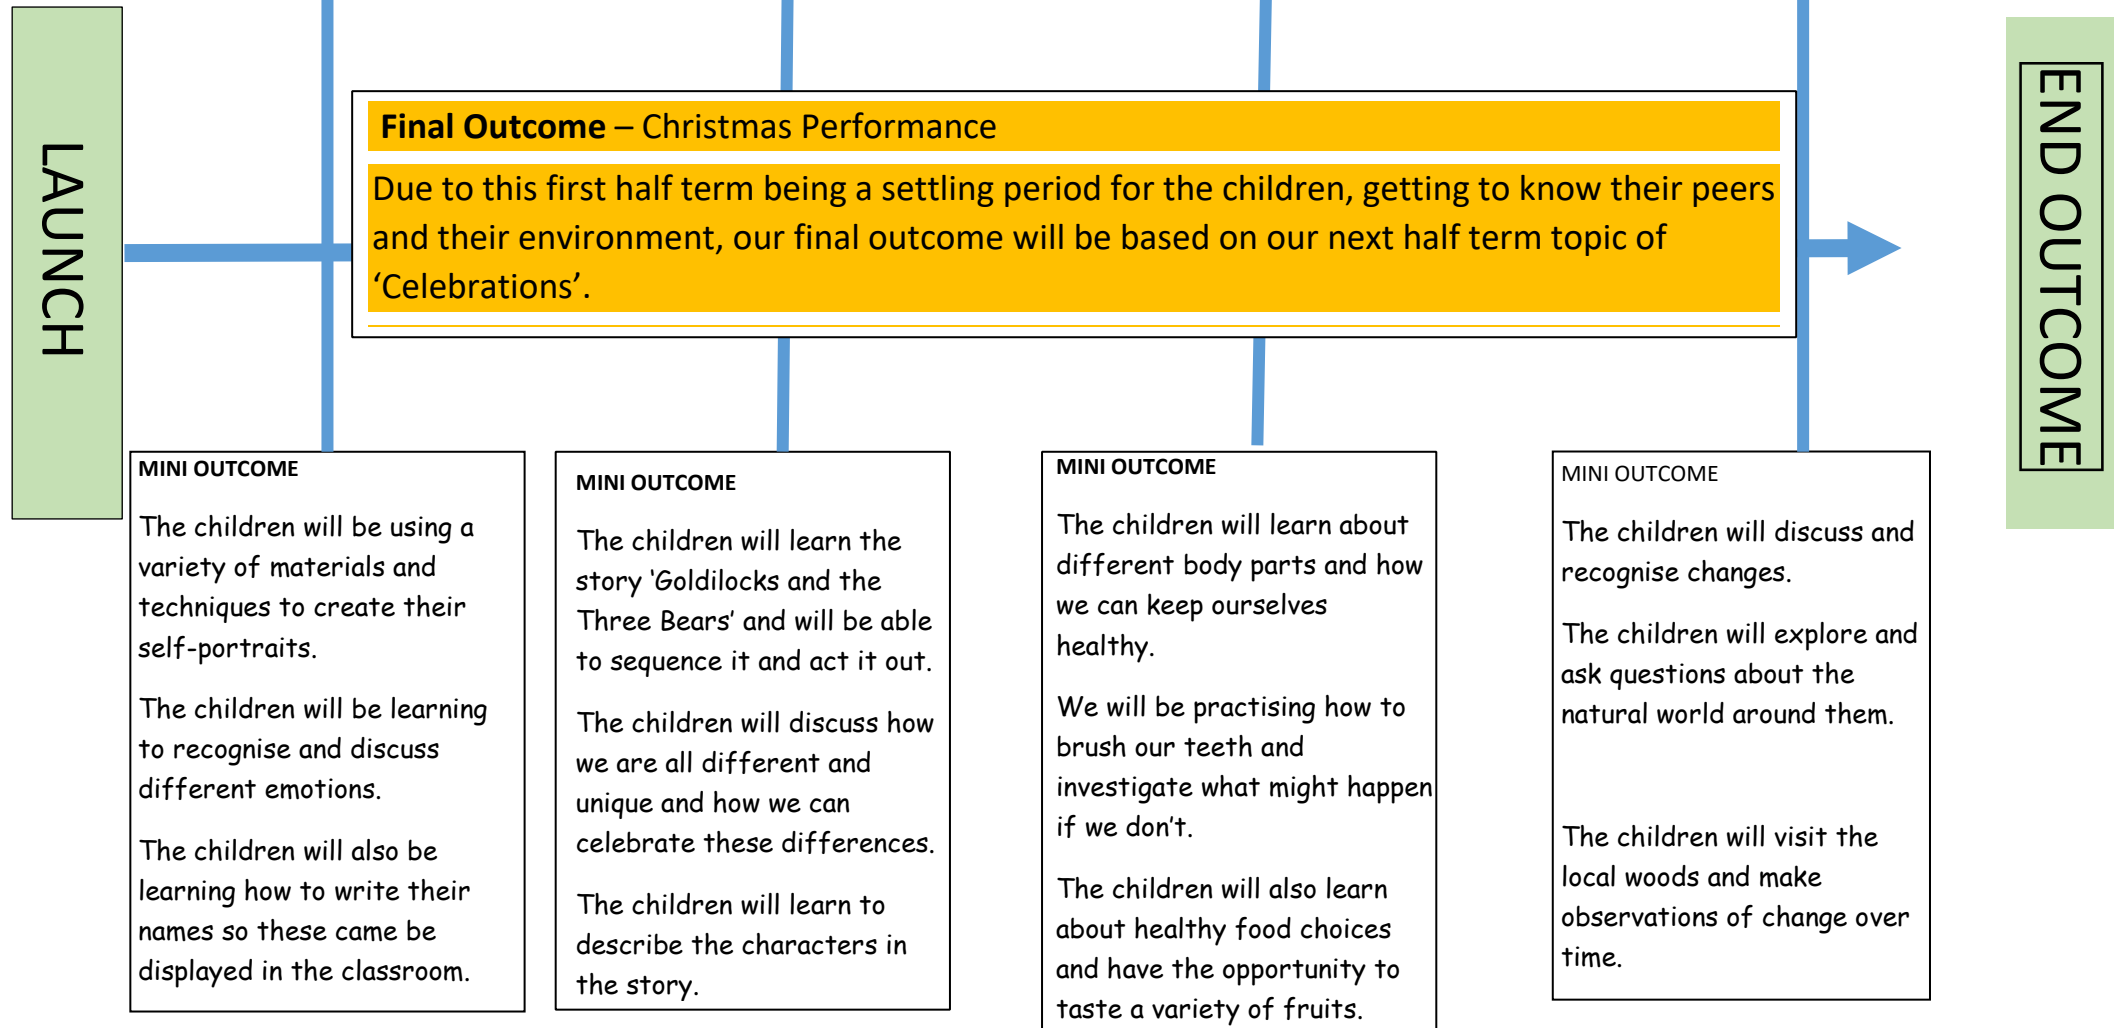 LAUNCH
Final Outcome – Christmas Performance
Due to this first half term being a settling period for the children, getting to know their peers
and their environment, our final outcome will be based on our next half term topic of
‘Celebrations’.
END OUTCOME
MINI OUTCOME
The children will be using a
variety of materials and
techniques to create their
self-portraits.
The children will be learning
to recognise and discuss
different emotions.
The children will also be
learning how to write their
names so these came be
displayed in the classroom.
MINI OUTCOME
The children will learn the
story ‘Goldilocks and the
Three Bears’ and will be able
to sequence it and act it out.
The children will discuss how
we are all different and
unique and how we can
celebrate these differences.
The children will learn to
describe the characters in
the story.
MINI OUTCOME
The children will learn about
different body parts and how
we can keep ourselves
healthy.
We will be practising how to
brush our teeth and
investigate what might happen
if we don’t.
The children will also learn
about healthy food choices
and have the opportunity to
taste a variety of fruits.
MINI OUTCOME
The children will discuss and
recognise changes.
The children will explore and
ask questions about the
natural world around them.
The children will visit the
local woods and make
observations of change over
time.